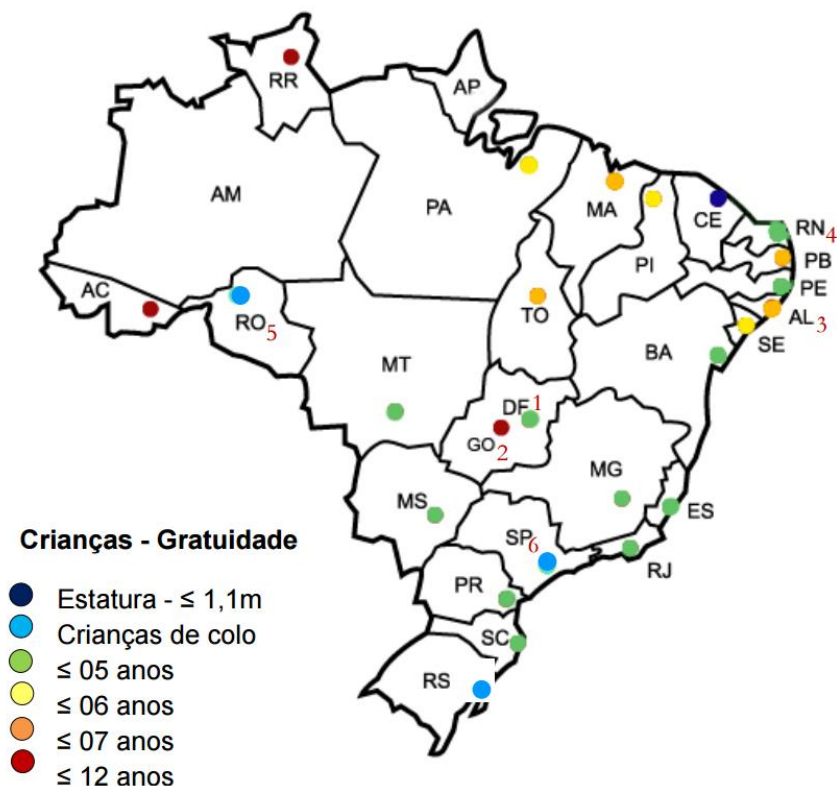 RR
AP
AM
PA
MA
CE
RN4
PB
PI
PE
AC
TO
AL3
RO5
SE
BA
MT
DF1
GO2
MG
MS
ES
SP6
RJ
PR
SC
RS
Crianças - Gratuidade
Estatura - ≤ 1,1m
Crianças de colo
≤ 05 anos
≤ 06 anos
≤ 07 anos
≤ 12 anos